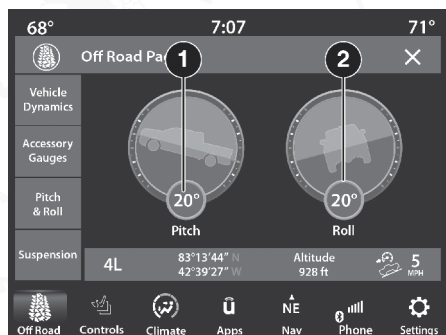 68° 7:07 71°
Off Road Pa
1 2
Vehicle
Dynamics
Accessory
Gauges
Pitch
& Roll
Suspension
20° 20°
Pitch Roll
4L
83°13'44" N
42°39'27" W
Altitude
928 ft
5
MPH
Off Road Controls Climate Apps Nav Phone Settings
NE
û